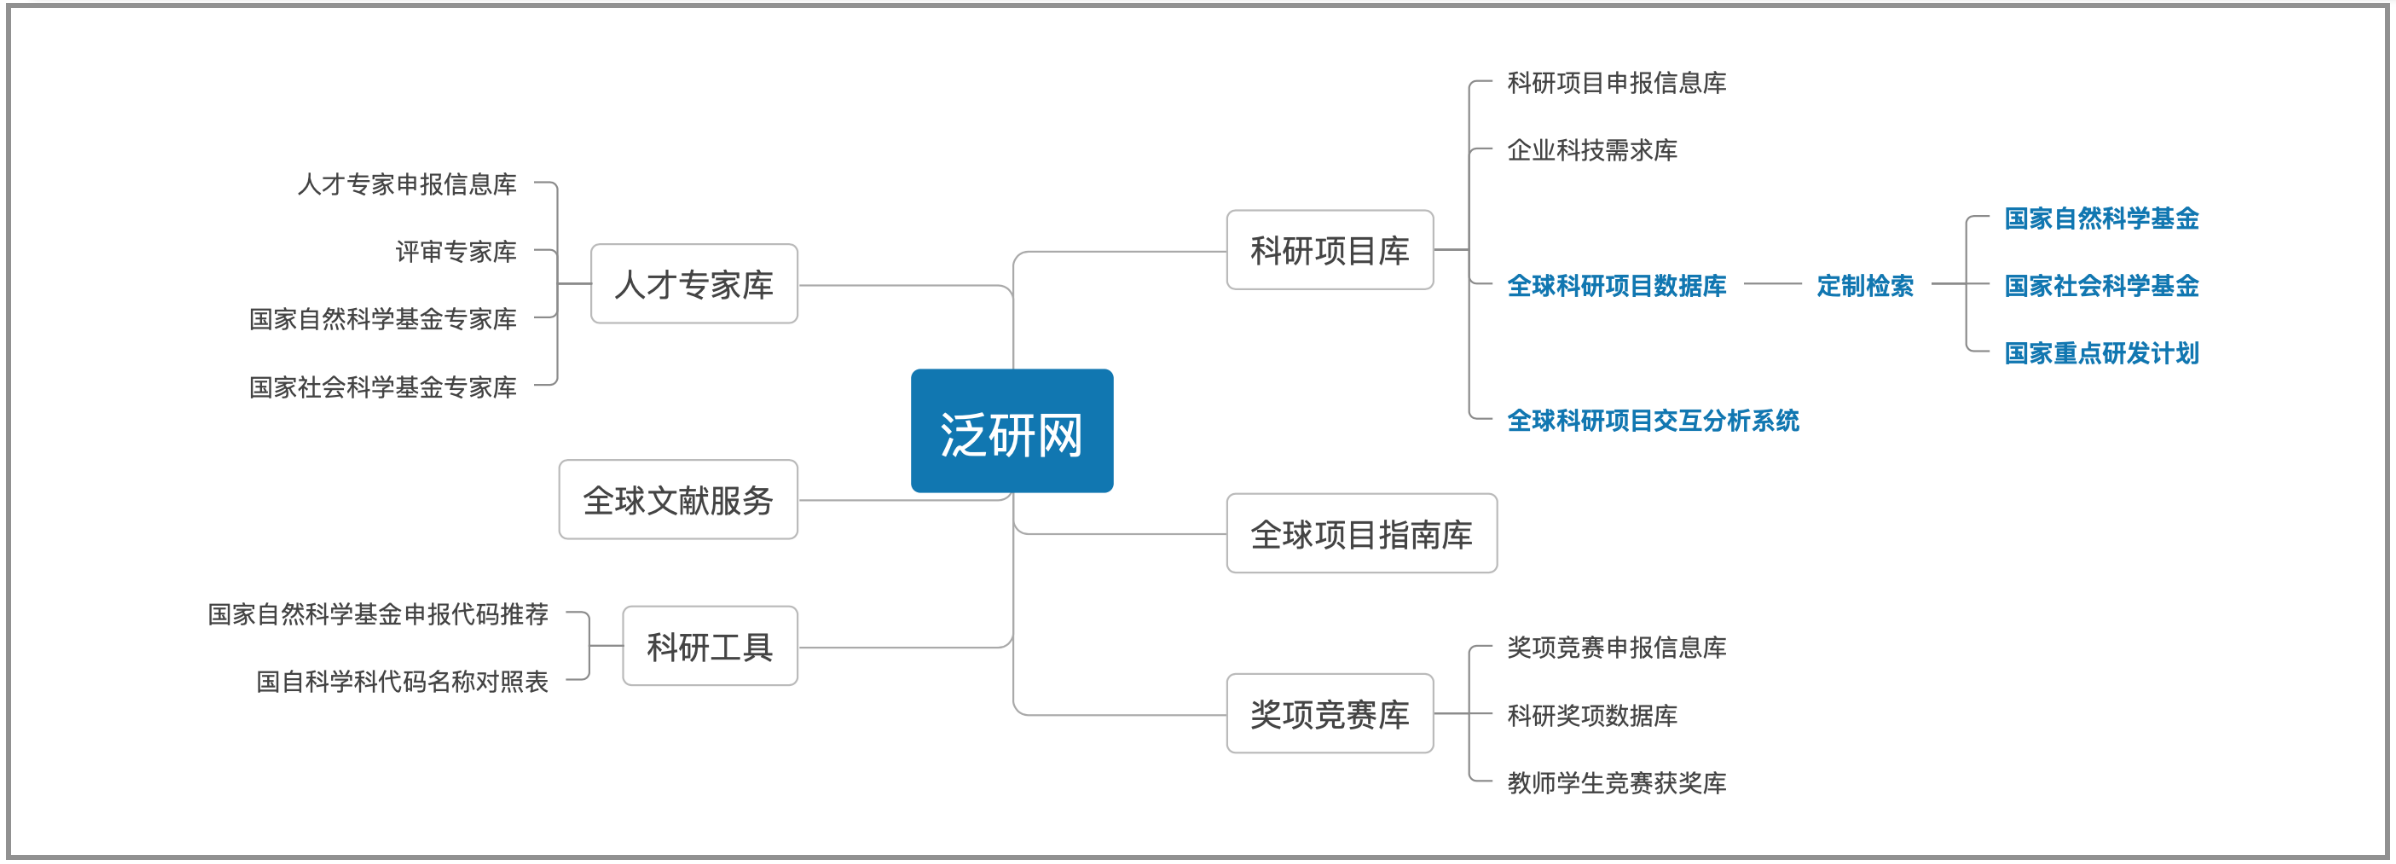 泛研网
科研项目库
科研项目申报信息库
企业科技需求库
全球科研项目数据库
定制检索
国家自然科学基金
国家社会科学基金
国家重点研发计划
全球科研项目交互分析系统
全球项目指南库
奖项竞赛库
奖项竞赛申报信息库
科研奖项数据库
教师学生竞赛获奖库
人才专家库
人才专家申报信息库
评审专家库
国家自然科学基金专家库
国家社会科学基金专家库
全球文献服务
科研工具
国家自然科学基金申报代码推荐
国自科学科代码名称对照表